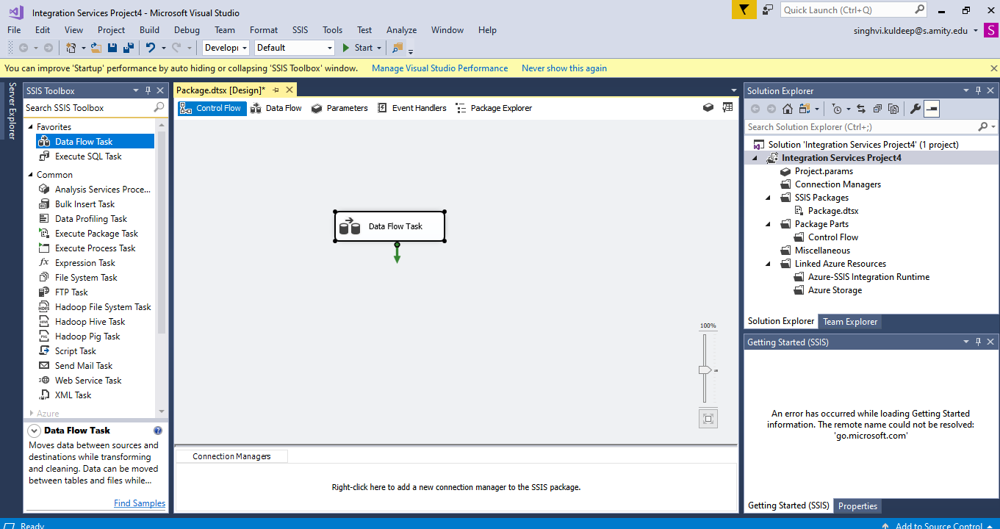 Integration Services Project4 - Microsoft Visual Studio
Quick Launch (Ctrl+Q)
File Edit View Project Build Debug Team Format SSIS Tools Test Analyze Window Help
singhvi.kuldeep@s.amity.edu
S
Develop Default Start
You can improve 'Startup' performance by auto hiding or collapsing 'SSIS Toolbox' window. Manage Visual Studio Performance Never show this again
Server Explorer
SSIS Toolbox
Search SSIS Toolbox
Favorites
Data Flow Task
Execute SQL Task
Common
Analysis Services Proce...
Bulk Insert Task
Data Profiling Task
Execute Package Task
Execute Process Task
Expression Task
File System Task
FTP Task
Hadoop File System Task
Hadoop Hive Task
Hadoop Pig Task
Script Task
Send Mail Task
Web Service Task
XML Task
Azure
Data Flow Task
Moves data between sources and
destinations while transforming
and cleaning. Data can be moved
between tables and files while...
Find Samples
Package.dtsx [Design]*
Control Flow Data Flow Parameters Event Handlers Package Explorer
Data Flow Task
100%
Connection Managers
Right-click here to add a new connection manager to the SSIS package.
Solution Explorer
Search Solution Explorer (Ctrl+;)
Solution 'Integration Services Project4' (1 project)
Integration Services Project4
Project.params
Connection Managers
SSIS Packages
Package.dtsx
Package Parts
Control Flow
Miscellaneous
Linked Azure Resources
Azure-SSIS Integration Runtime
Azure Storage
Solution Explorer Team Explorer
Getting Started (SSIS)
An error has occurred while loading Getting Started
information. The remote name could not be resolved:
'go.microsoft.com'
Getting Started (SSIS) Properties
Ready
Add to Source Control